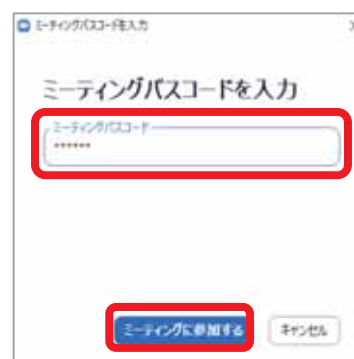 ミーティングパスコードを入力
ミーティングパスコードを入力
ミーティングパスコード
******
ミーティングに参加する
キャンセル